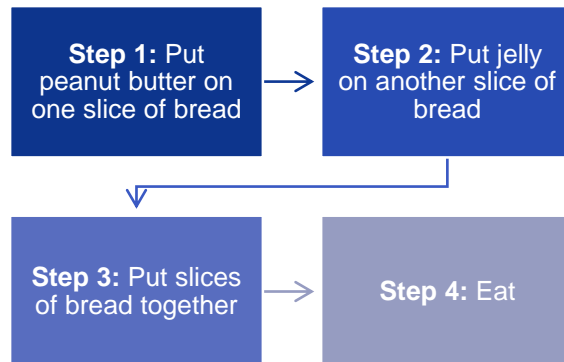 Step 1: Put
peanut butter on
one slice of bread
Step 2: Put jelly
on another slice of
bread
Step 3: Put slices
of bread together
Step 4: Eat